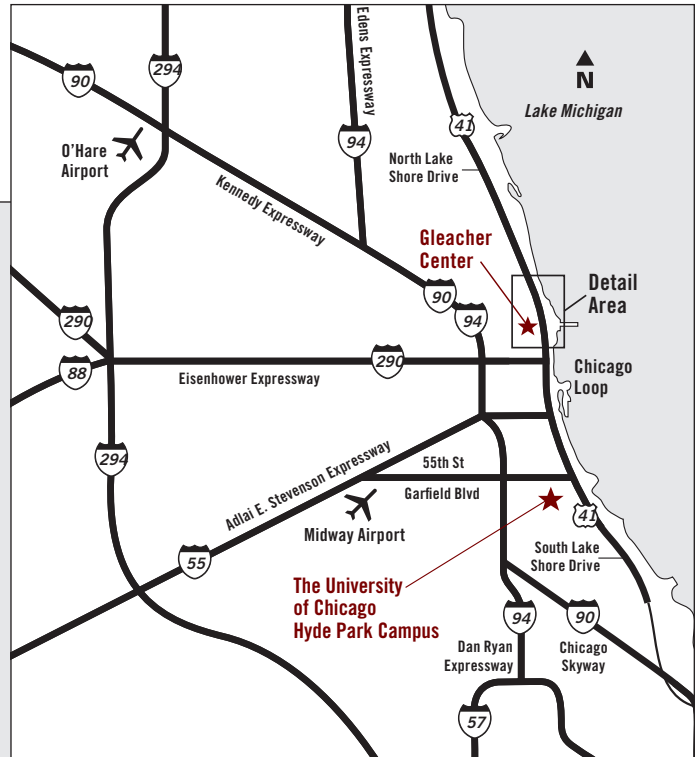 Edens Expressway
294
90
41
N
Lake Michigan
94
O'Hare
Airport
North Lake
Shore Drive
Kennedy Expressway
Gleacher
Center
Detail
Area
90
94
290
290
88
Eisenhower Expressway
Chicago
Loop
294
Adlai E. Stevenson Expressway
55th St
Garfield Blvd
Midway Airport
41
South Lake
Shore Drive
55
The University
of Chicago
Hyde Park Campus
94
90
Dan Ryan
Expressway
Chicago
Skyway
57